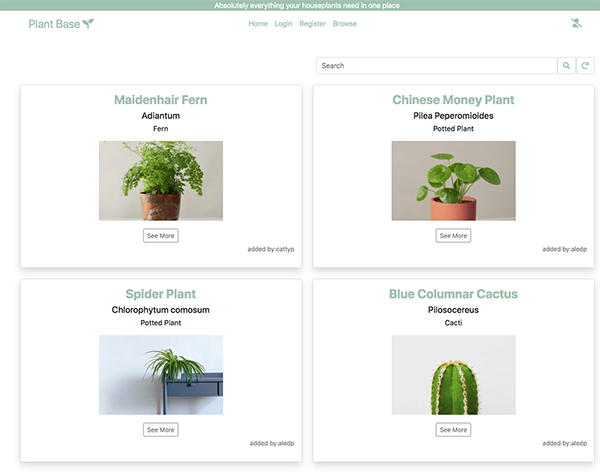 Absolutely everything your houseplants need in one place
Plant Base
Home Login Register Browse
Search
Maidenhair Fern
Adiantum
Fern
See More
added by:cattyp
Chinese Money Plant
Pilea Peperomioides
Potted Plant
See More
added by:aledp
Spider Plant
Chlorophytum comosum
Potted Plant
See More
added by:aledp
Blue Columnar Cactus
Pilosocereus
Cacti
See More
added by:aledp